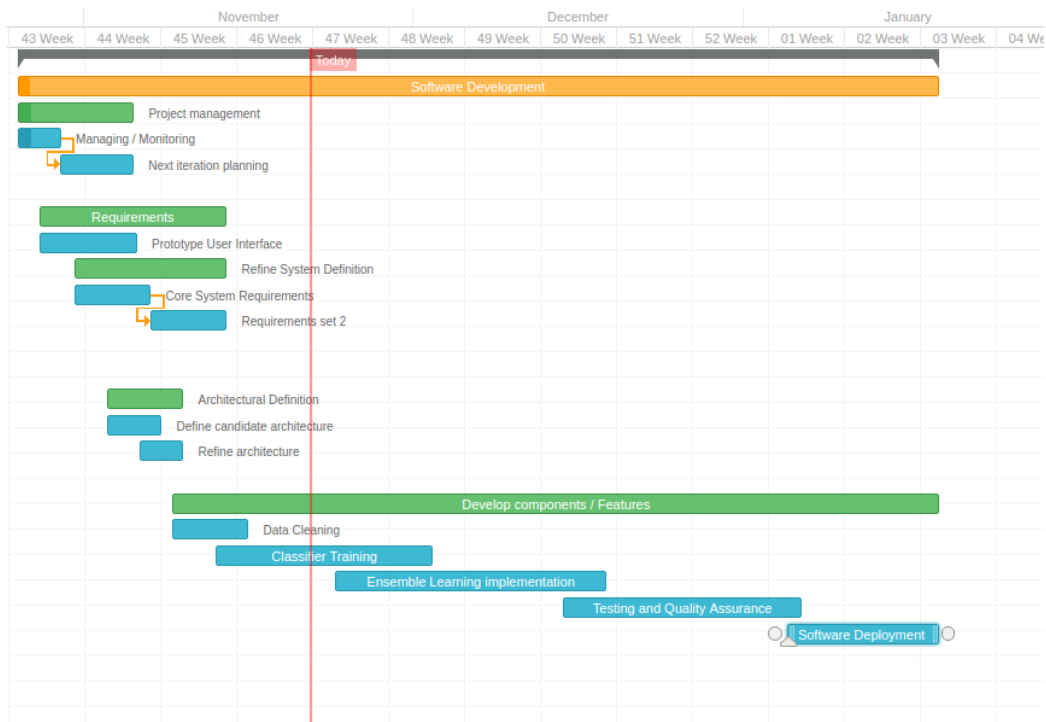 November December January
43 Week 44 Week 45 Week 46 Week 47 Week 48 Week 49 Week 50 Week 51 Week 52 Week 01 Week 02 Week 03 Week 04 We
Today
Software Development
Project management
Managing / Monitoring
Next iteration planning
Requirements
Prototype User Interface
Refine System Definition
Core System Requirements
Requirements set 2
Architectural Definition
Define candidate architecture
Refine architecture
Develop components / Features
Data Cleaning
Classifier Training
Ensemble Learning implementation
Testing and Quality Assurance
Software Deployment